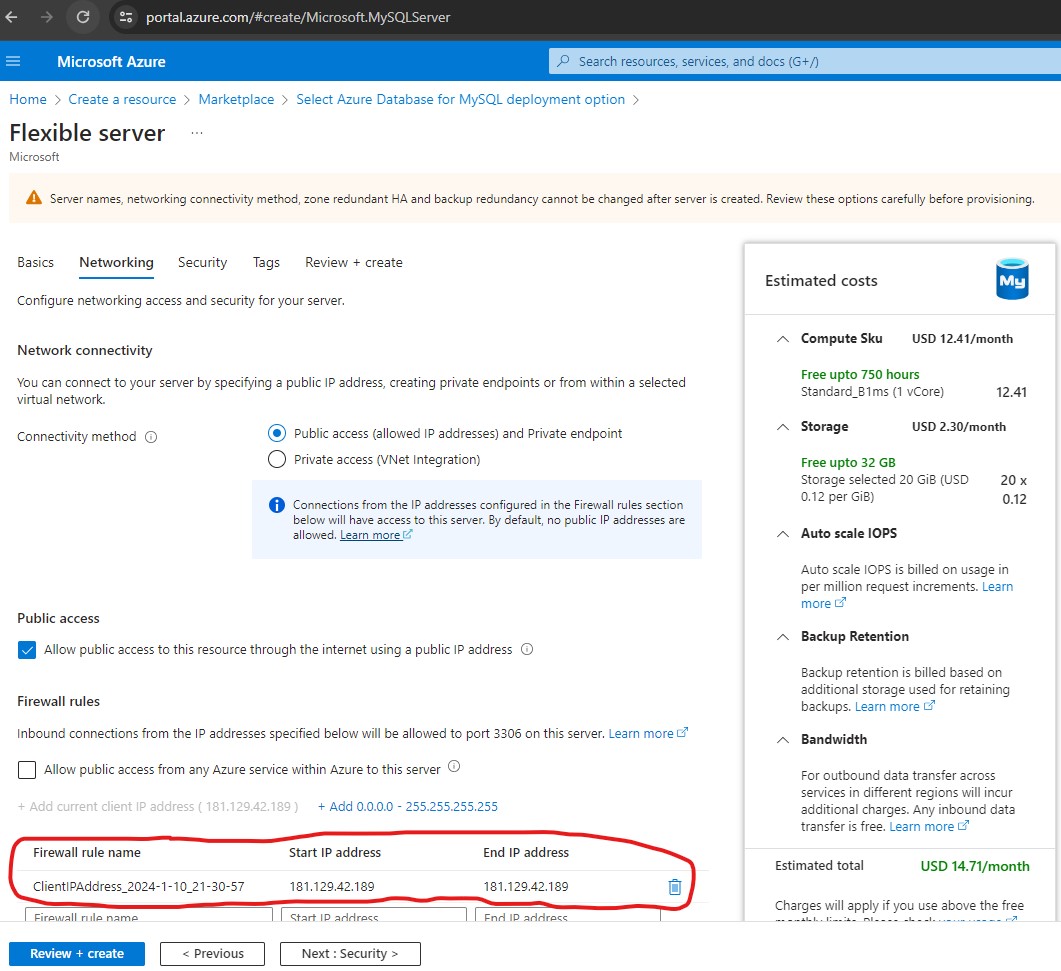 portal.azure.com/#create/Microsoft.MySQLServer
Microsoft Azure
Search resources, services, and docs (G+/)
Home > Create a resource > Marketplace > Select Azure Database for MySQL deployment option >
Flexible server ...
Microsoft
Server names, networking connectivity method, zone redundant HA and backup redundancy cannot be changed after server is created. Review these options carefully before provisioning.
Basics Networking Security Tags Review + create
Configure networking access and security for your server.
Network connectivity
You can connect to your server by specifying a public IP address, creating private endpoints or from within a selected
virtual network.
Connectivity method
Public access (allowed IP addresses) and Private endpoint
Private access (VNet Integration)
Connections from the IP addresses configured in the Firewall rules section
below will have access to this server. By default, no public IP addresses are
allowed. Learn more
Public access
Allow public access to this resource through the internet using a public IP address
Firewall rules
Inbound connections from the IP addresses specified below will be allowed to port 3306 on this server. Learn more
Allow public access from any Azure service within Azure to this server
+ Add current client IP address ( 181.129.42.189 ) + Add 0.0.0.0 - 255.255.255.255
Firewall rule name Start IP address End IP address
ClientIPAddress_2024-1-10_21-30-57 181.129.42.189 181.129.42.189
Firewall rule name Start IP address End IP address
Estimated costs
My
Compute Sku USD 12.41/month
Free upto 750 hours
Standard_B1ms (1 vCore) 12.41
Storage USD 2.30/month
Free upto 32 GB
Storage selected 20 GiB (USD 20 x
0.12 per GiB) 0.12
Auto scale IOPS
Auto scale IOPS is billed on usage in
per million request increments. Learn
more
Backup Retention
Backup retention is billed based on
additional storage used for retaining
backups. Learn more
Bandwidth
For outbound data transfer across
services in different regions will incur
additional charges. Any inbound data
transfer is free. Learn more
Estimated total USD 14.71/month
Charges will apply if you use above the free
monthly limits. Please check your usage
Review + create < Previous Next : Security >